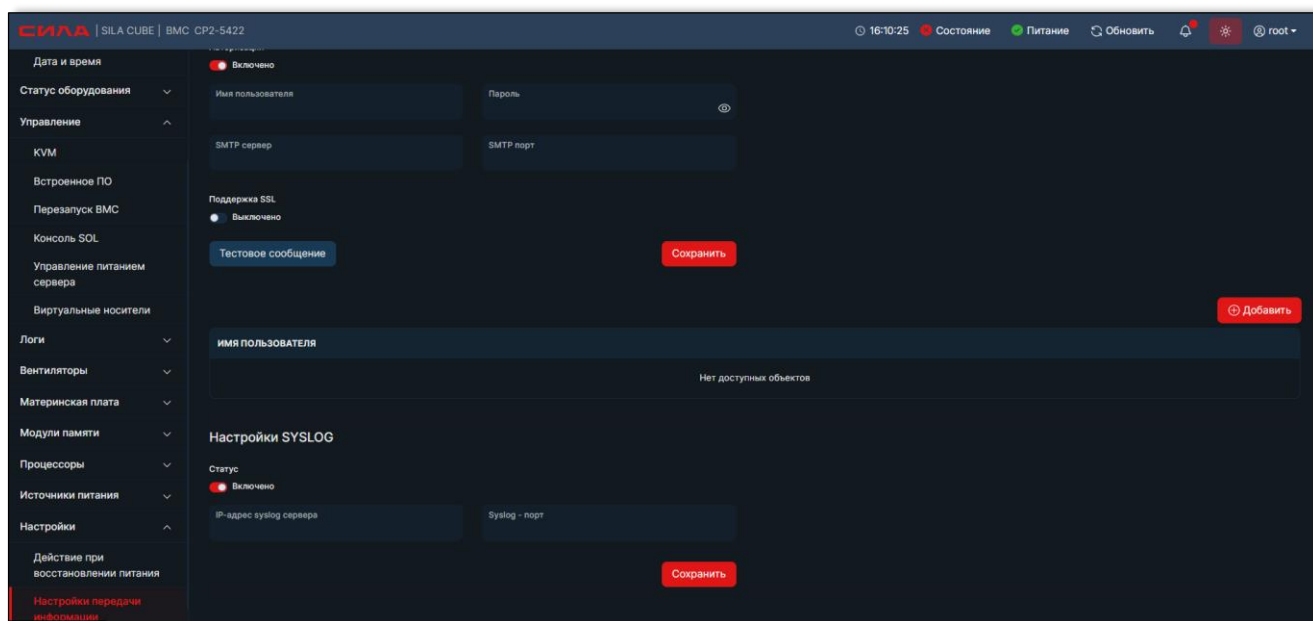 СИЛА | SILA CUBE | BMC CP2-5422
16:10:25 Состояние Питание Обновить root
Дата и время
Статус оборудования
Управление
KVM
Встроенное ПО
Перезапуск BMC
Консоль SOL
Управление питанием
сервера
Виртуальные носители
Логи
Вентиляторы
Материнская плата
Модули памяти
Процессоры
Источники питания
Настройки
Действие при
восстановлении питания
Настройки передачи
информации
Включено
Имя пользователя
Пароль
SMTP сервер
SMTP порт
Поддержка SSL
Выключено
Тестовое сообщение
Сохранить
Добавить
ИМЯ ПОЛЬЗОВАТЕЛЯ
Нет доступных объектов
Настройки SYSLOG
Статус
Включено
IP-адрес syslog сервера
Syslog - порт
Сохранить